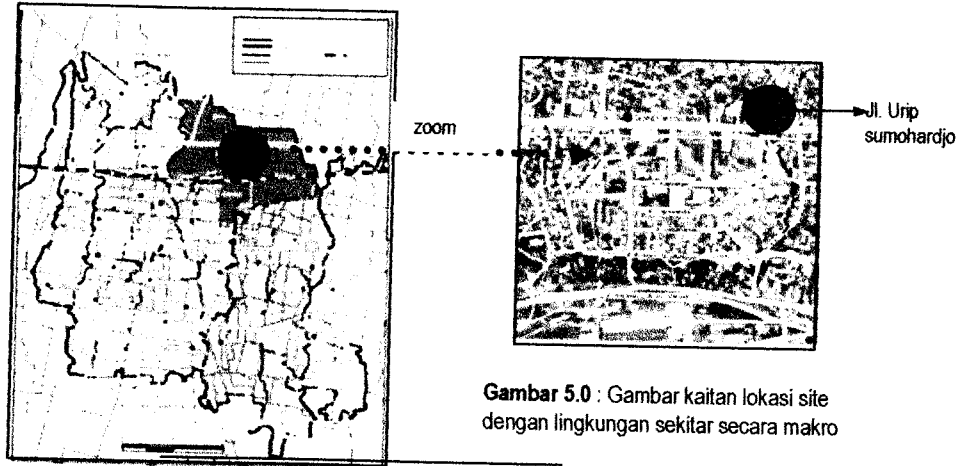 zoom
Jl. Urip
sumohardjo
Gambar 5.0 : Gambar kaitan lokasi site
dengan lingkungan sekitar secara makro